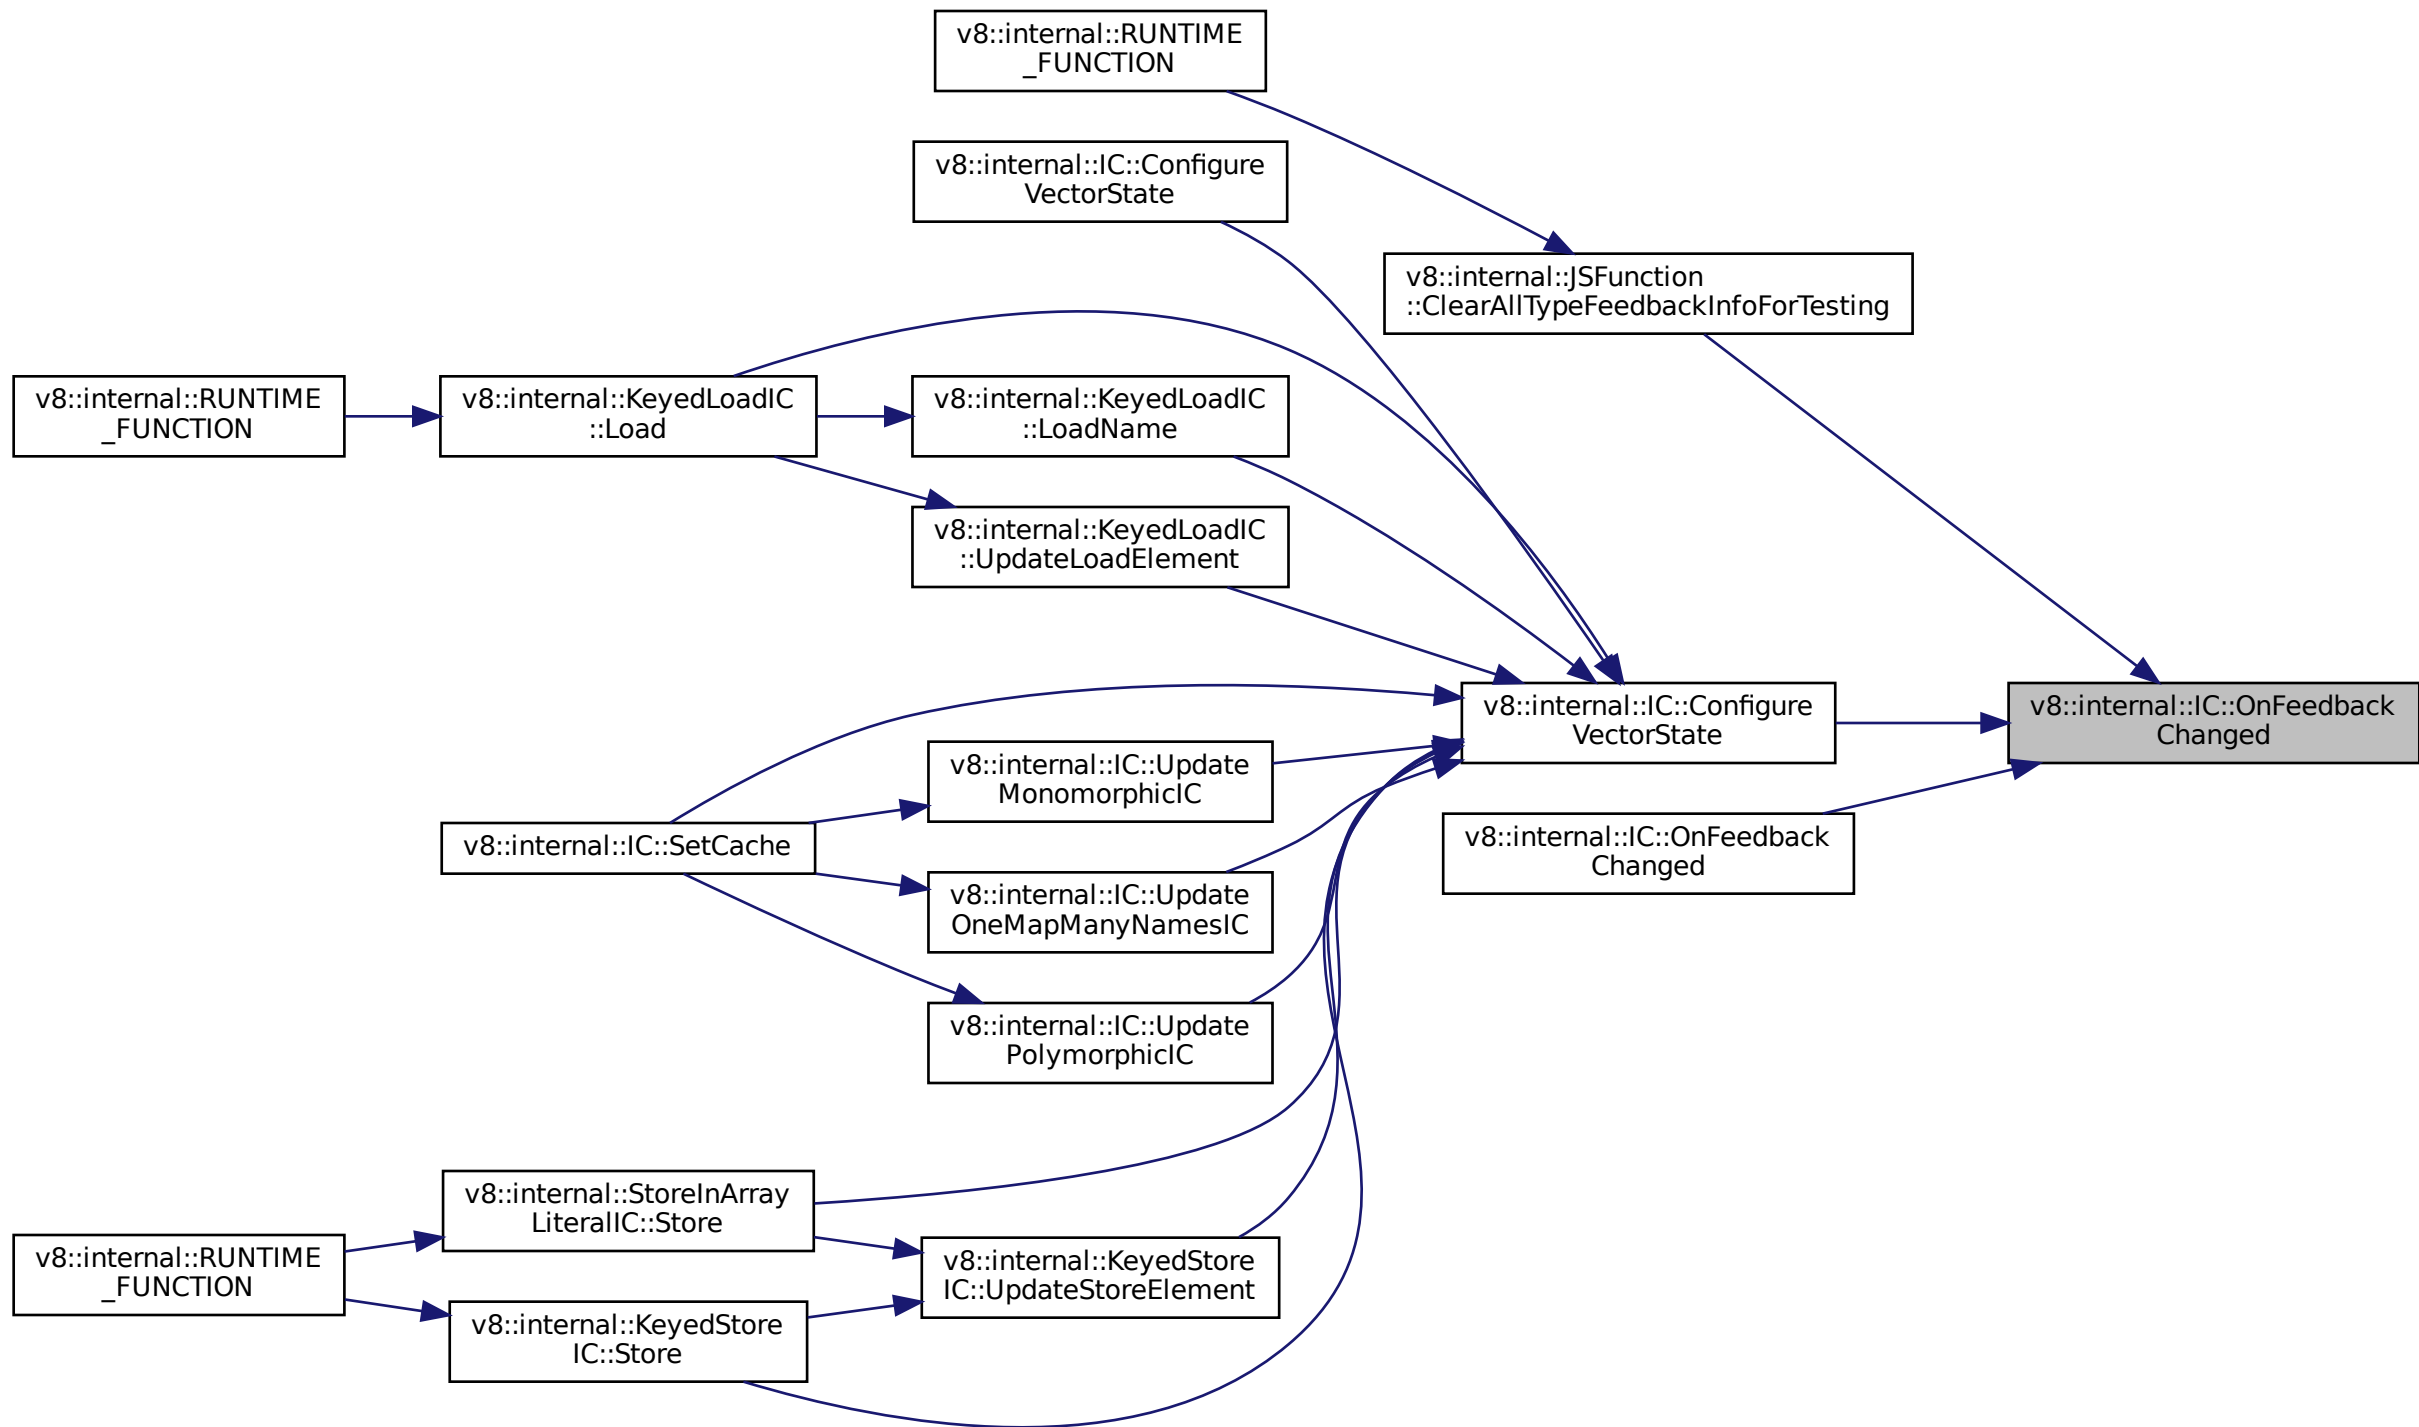 v8::internal::RUNTIME
_FUNCTION
v8::internal::IC::Configure
VectorState
v8::internal::JSFunction
::ClearAllTypeFeedbackInfoForTesting
v8::internal::RUNTIME
_FUNCTION
v8::internal::KeyedLoadIC
::Load
v8::internal::KeyedLoadIC
::LoadName
v8::internal::KeyedLoadIC
::UpdateLoadElement
v8::internal::IC::Configure
VectorState
v8::internal::IC::OnFeedback
Changed
v8::internal::IC::Update
MonomorphicIC
v8::internal::IC::SetCache
v8::internal::IC::OnFeedback
Changed
v8::internal::IC::Update
OneMapManyNamesIC
v8::internal::IC::Update
PolymorphicIC
v8::internal::StoreInArray
LiteralIC::Store
v8::internal::RUNTIME
_FUNCTION
v8::internal::KeyedStore
IC::UpdateStoreElement
v8::internal::KeyedStore
IC::Store